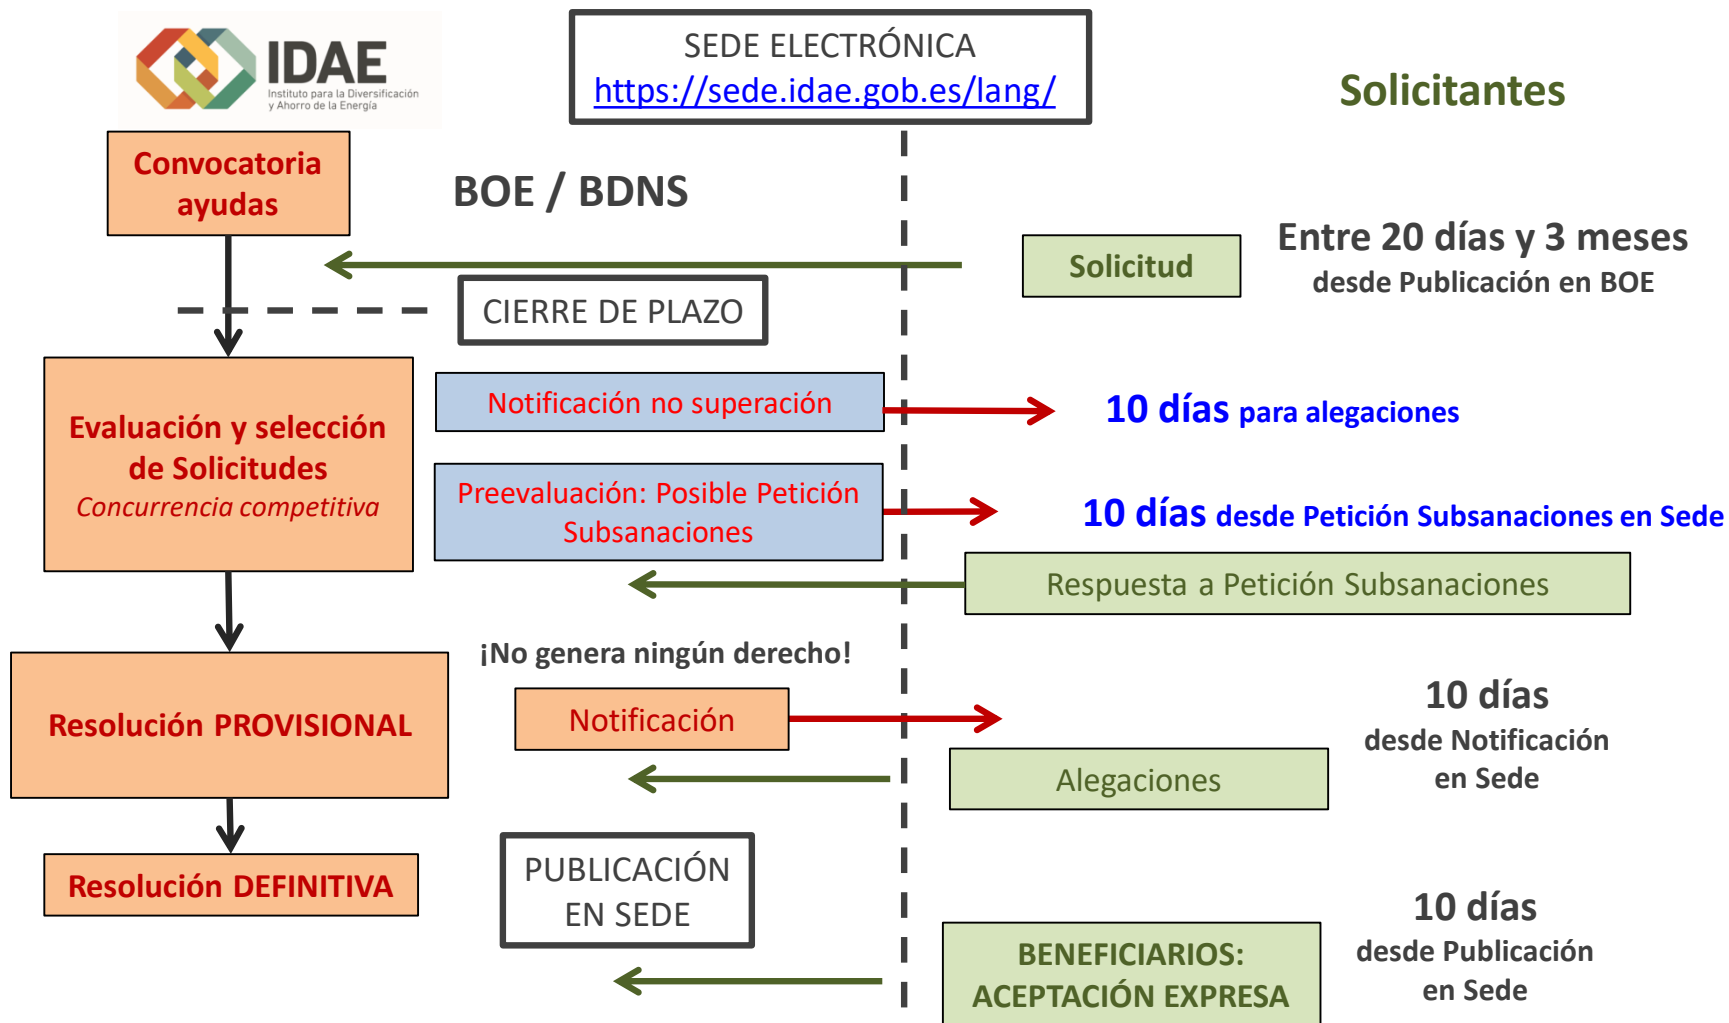 IDAE
Instituto para la Diversificación
y Ahorro de la Energía
SEDE ELECTRÓNICA
https://sede.idae.gob.es/lang/
Solicitantes
Convocatoria
ayudas
BOE / BDNS
Solicitud
Entre 20 días y 3 meses
desde Publicación en BOE
CIERRE DE PLAZO
Evaluación y selección
de Solicitudes
Concurrencia competitiva
Notificación no superación
10 días para alegaciones
Preevaluación: Posible Petición
Subsanaciones
10 días desde Petición Subsanaciones en Sede
Respuesta a Petición Subsanaciones
¡No genera ningún derecho!
Resolución PROVISIONAL
Notificación
10 días
desde Notificación
en Sede
Alegaciones
Resolución DEFINITIVA
PUBLICACIÓN
EN SEDE
BENEFICIARIOS:
ACEPTACIÓN EXPRESA
10 días
desde Publicación
en Sede